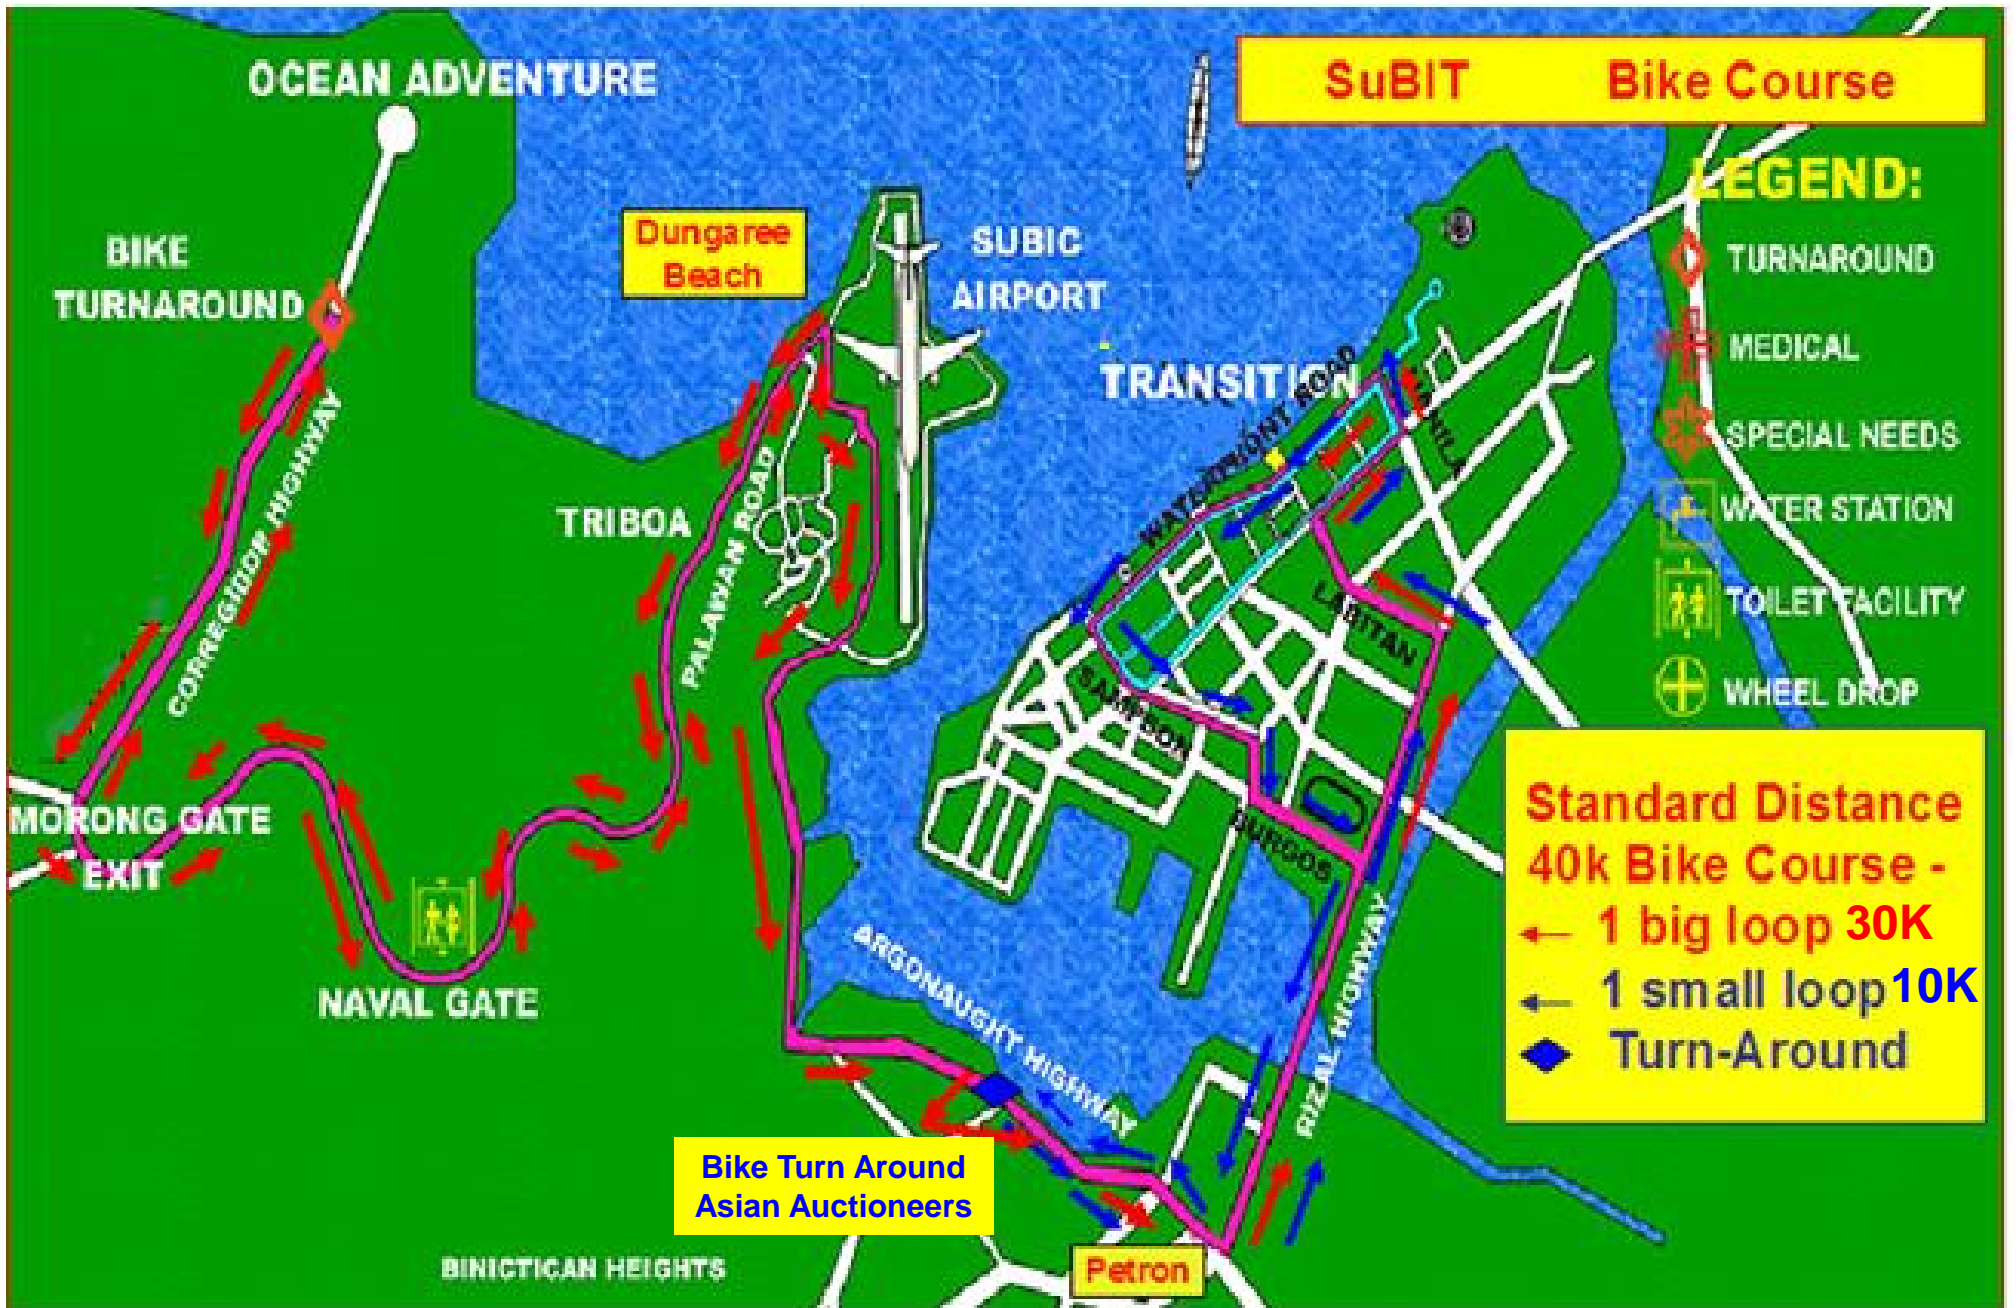 SuBIT Bike Course
OCEAN ADVENTURE
LEGEND:
TURNAROUND
MEDICAL
SPECIAL NEEDS
WATER STATION
TOILET FACILITY
WHEEL DROP
BIKE
TURNAROUND
Dungaree
Beach
SUBIC
AIRPORT
TRANSITION
WATERFRONT ROAD
MANILA
CORREGIDOR HIGHWAY
TRIBOA
PALAWAN ROAD
LABITAN
SAMPSON
BURGOS
MORONG GATE
EXIT
NAVAL GATE
ARGONAUGHT HIGHWAY
RIZAL HIGHWAY
Standard Distance
40k Bike Course -
1 big loop 30K
1 small loop 10K
Turn-Around
Bike Turn Around
Asian Auctioneers
Petron
BINICTICAN HEIGHTS